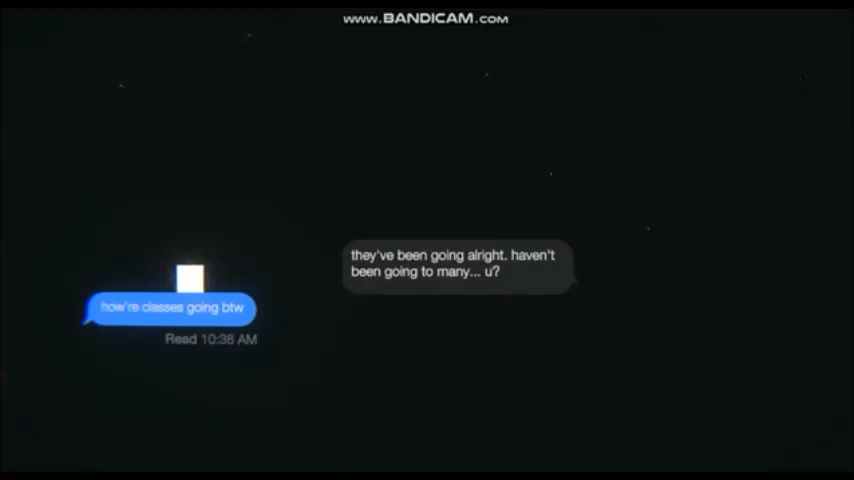 www.BANDICAM.com
they've been going alright. haven't
been going to many... u?
how're classes going btw
Read 10:38 AM